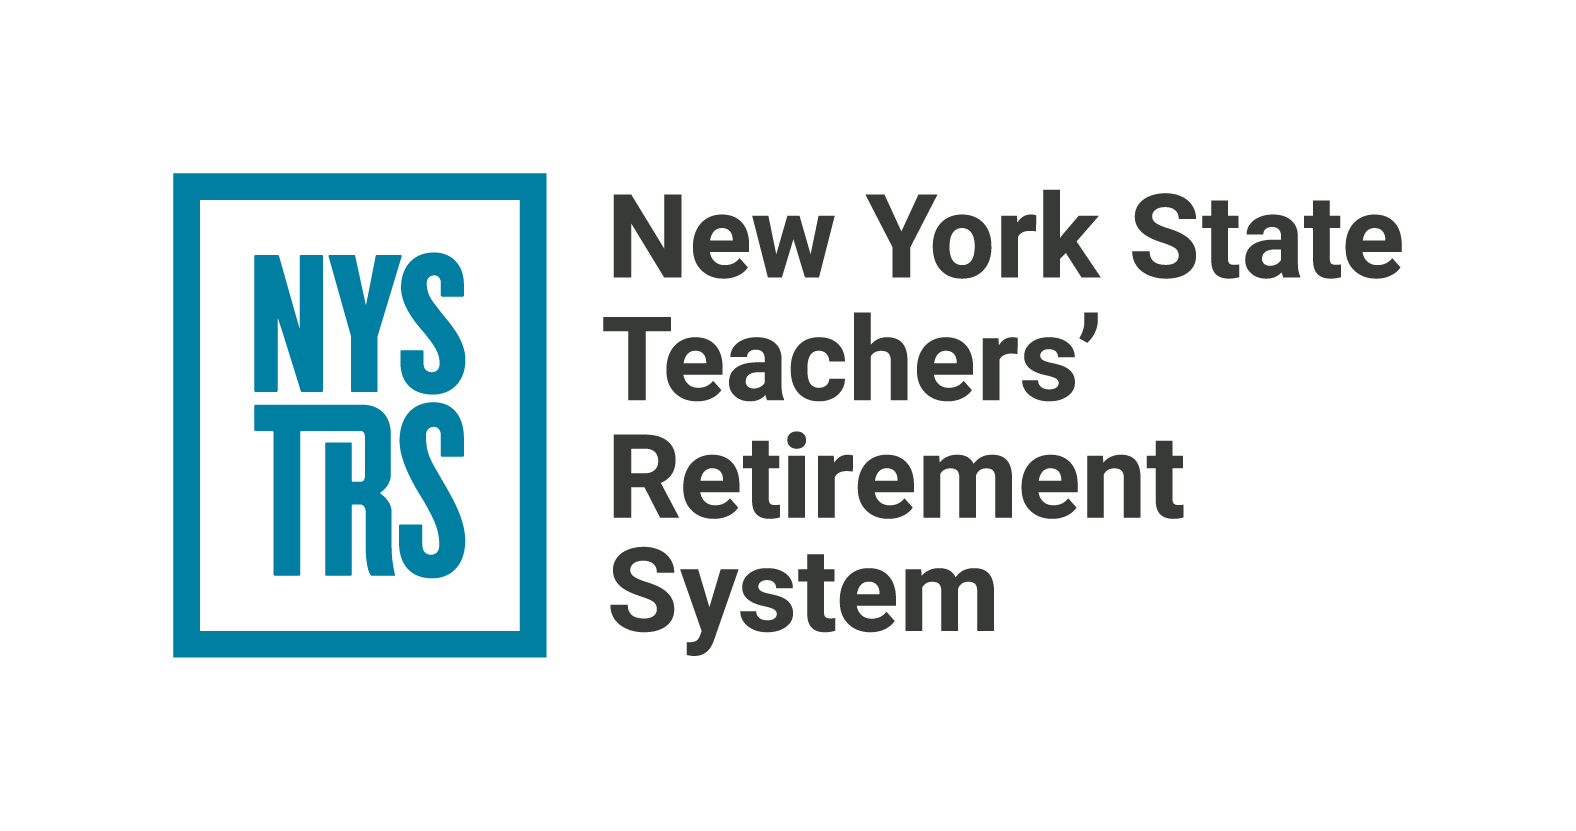 NYS
TRS
New York State
Teachers’
Retirement
System